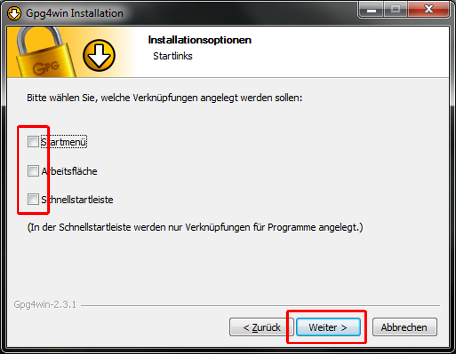 Gpg4win Installation
Installationsoptionen
Startlinks
GPG
Bitte wählen Sie, welche Verknüpfungen angelegt werden sollen:
Startmenü
Arbeitsfläche
Schnellstartleiste
(In der Schnellstartleiste werden nur Verknüpfungen für Programme angelegt.)
Gpg4win-2.3.1
< Zurück Weiter > Abbrechen